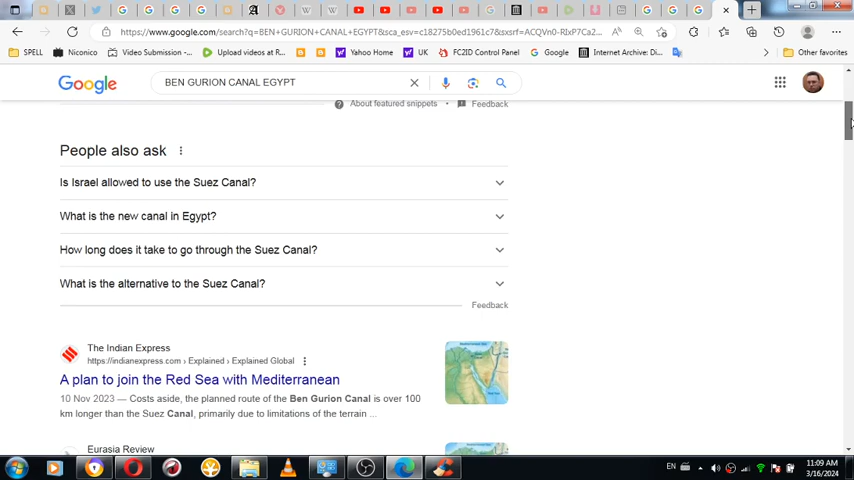 https://www.google.com/search?q=BEN+GURION+CANAL+EGYPT&sca_esv=c18275b0ed1961c7&sxsrf=ACQVn0-RIxP7Ca2...
SPELL Niconico Video Submission -... Upload videos at R... Blog Yahoo Home UK FC2ID Control Panel Google Internet Archive: Di... Other favorites
Google BEN GURION CANAL EGYPT
About featured snippets • Feedback
People also ask
Is Israel allowed to use the Suez Canal?
What is the new canal in Egypt?
How long does it take to go through the Suez Canal?
What is the alternative to the Suez Canal?
Feedback
The Indian Express
https://indianexpress.com › Explained › Explained Global
A plan to join the Red Sea with Mediterranean
10 Nov 2023 — Costs aside, the planned route of the Ben Gurion Canal is over 100
km longer than the Suez Canal, primarily due to limitations of the terrain ...
Eurasia Review
EN 11:09 AM
3/16/2024